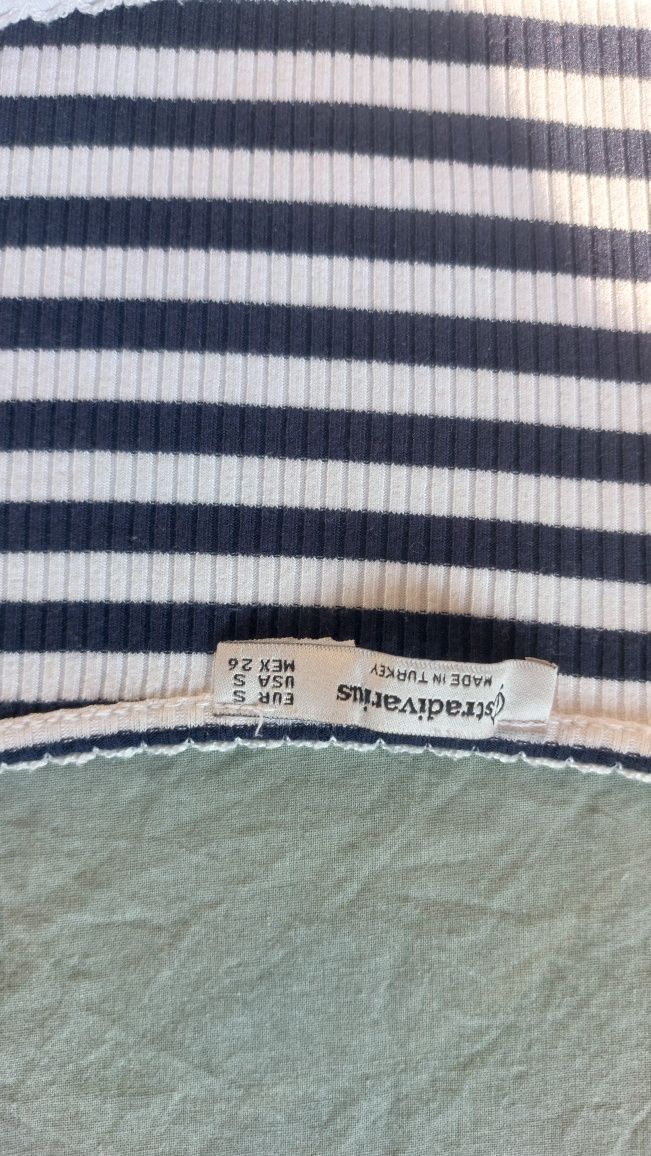 stradivarius
MADE IN TURKEY
EUR S
USA S
MEX 26